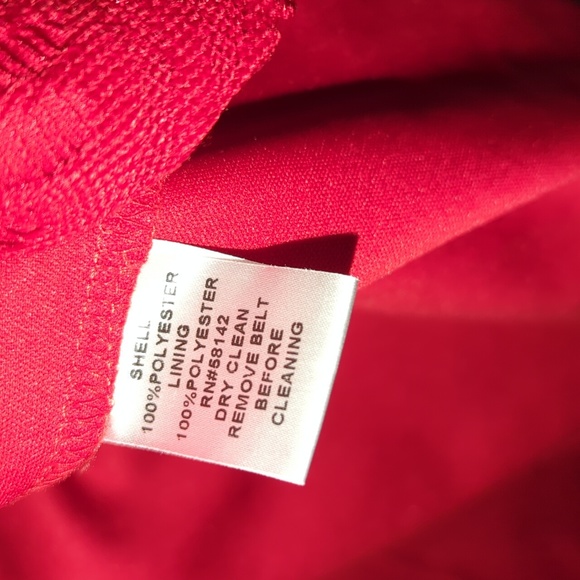 SHELL
100%POLYESTER
LINING
100%POLYESTER
RN#58142
DRY CLEAN
REMOVE BELT
BEFORE
CLEANING